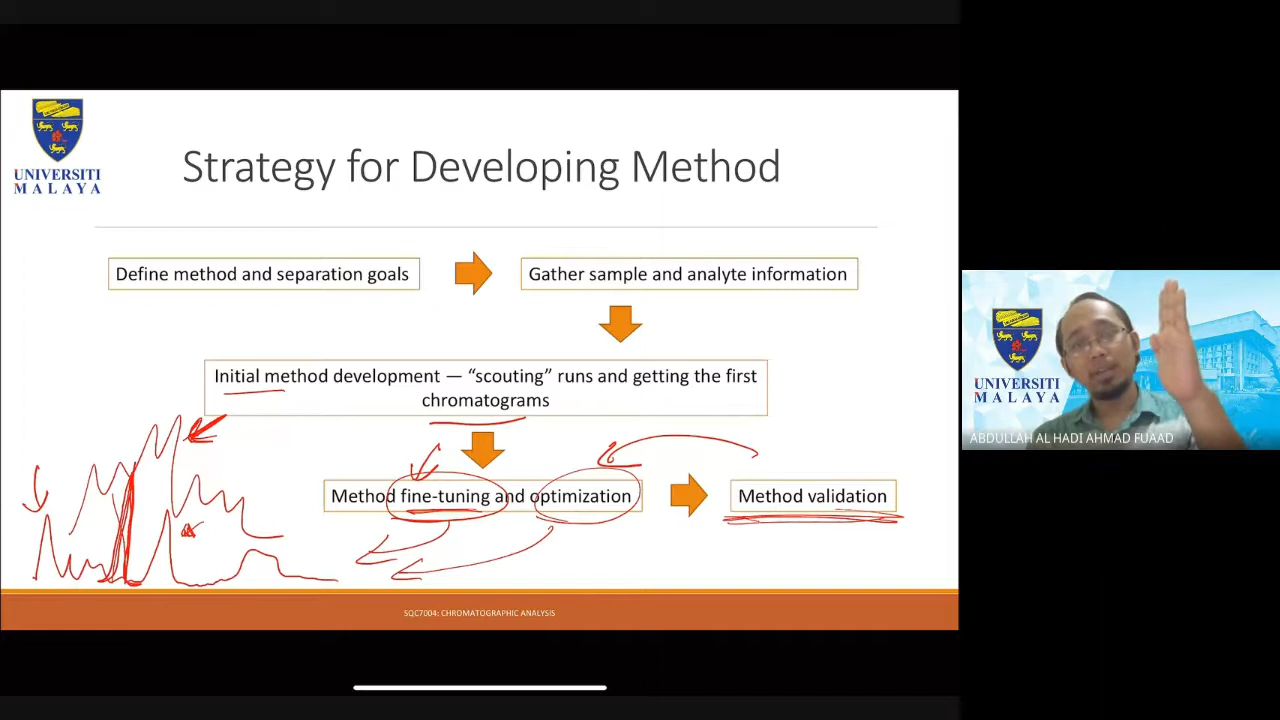 UNIVERSITI
MALAYA
Strategy for Developing Method
Define method and separation goals
Gather sample and analyte information
Initial method development — “scouting” runs and getting the first
chromatograms
Method fine-tuning and optimization
Method validation
SQC7004: CHROMATOGRAPHIC ANALYSIS
UNIVERSITI
MALAYA
ABDULLAH AL HADI AHMAD FUAAD